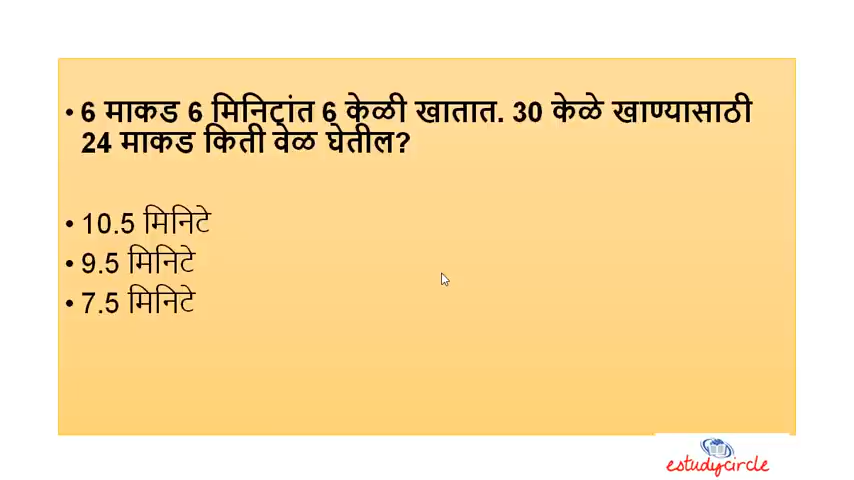 • 6 माकड 6 मिनिटांत 6 केळी खातात. 30 केळे खाण्यासाठी
24 माकड किती वेळ घेतील?
• 10.5 मिनिटे
• 9.5 मिनिटे
• 7.5 मिनिटे
estudycircle